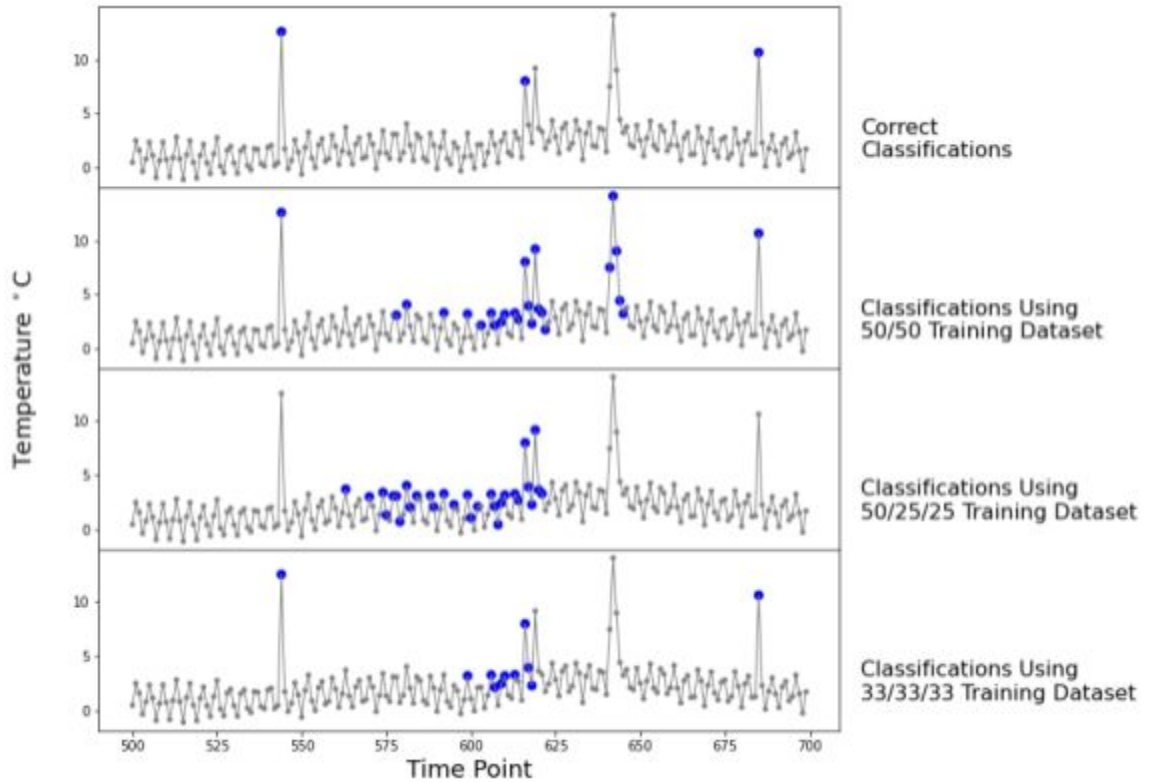 10
5
0
Correct
Classifications
10
5
0
Classifications Using
50/50 Training Dataset
Temperature °C
10
5
0
Classifications Using
50/25/25 Training Dataset
10
5
0
Classifications Using
33/33/33 Training Dataset
500 525 550 575 600 625 650 675 700
Time Point